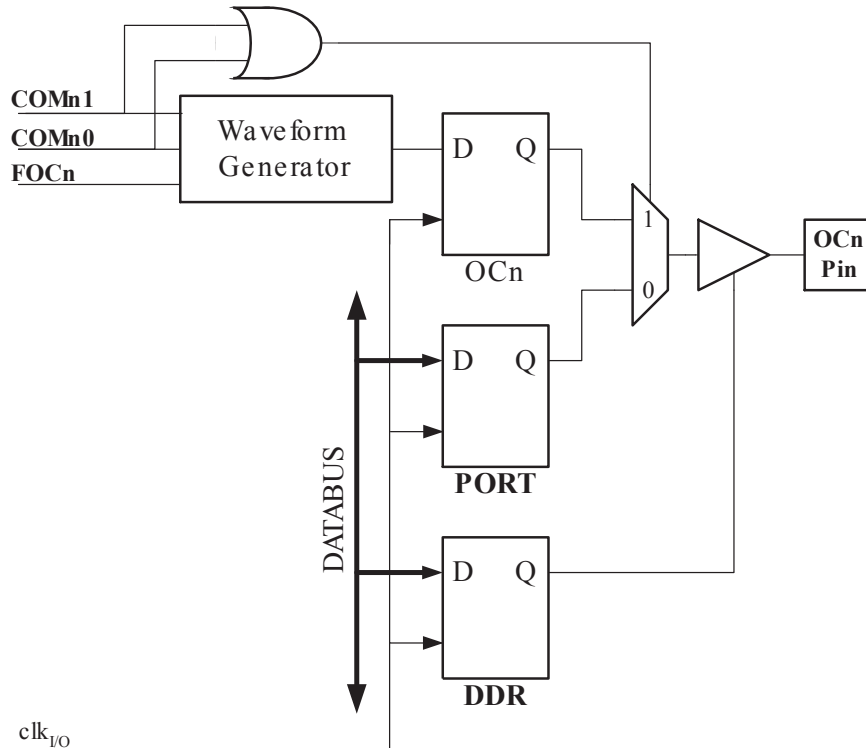 COMn1
COMn0
FOCn
Waveform
Generator
D Q
OCn
1
0
OCn
Pin
D Q
PORT
DATABUS
D Q
DDR
clkI/O